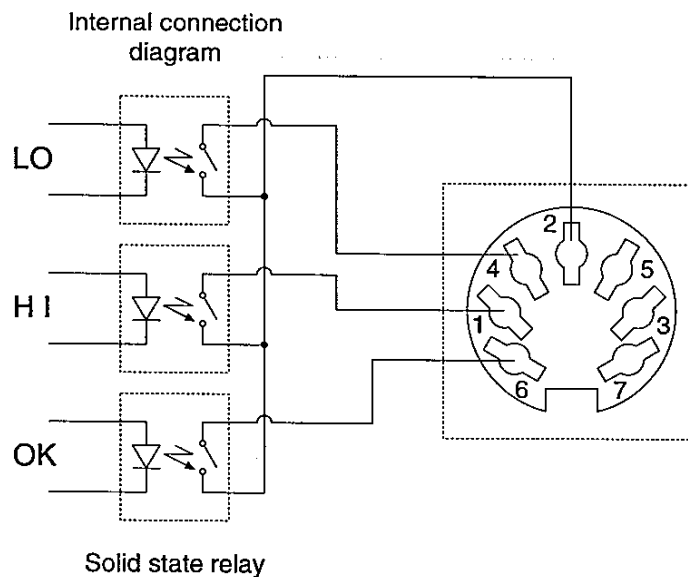 Internal connection
diagram
LO
H I
OK
2
4
5
1
3
6
7
Solid state relay